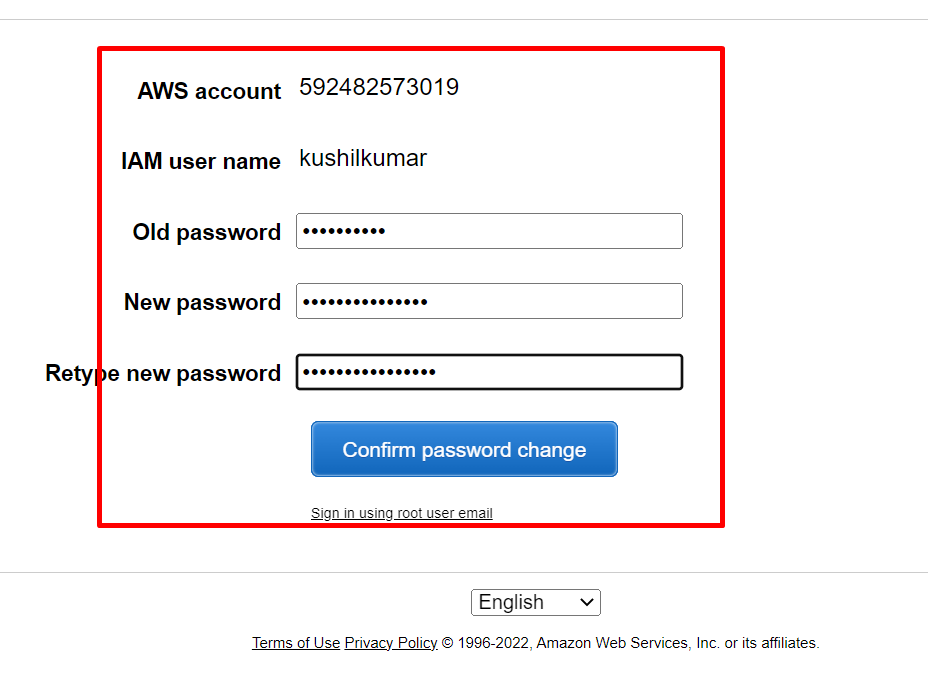 AWS account 592482573019
IAM user name kushilkumar
Old password ••••••••••
New password •••••••••••••••
Retype new password ••••••••••••••••
Confirm password change
Sign in using root user email
English
Terms of Use Privacy Policy © 1996-2022, Amazon Web Services, Inc. or its affiliates.